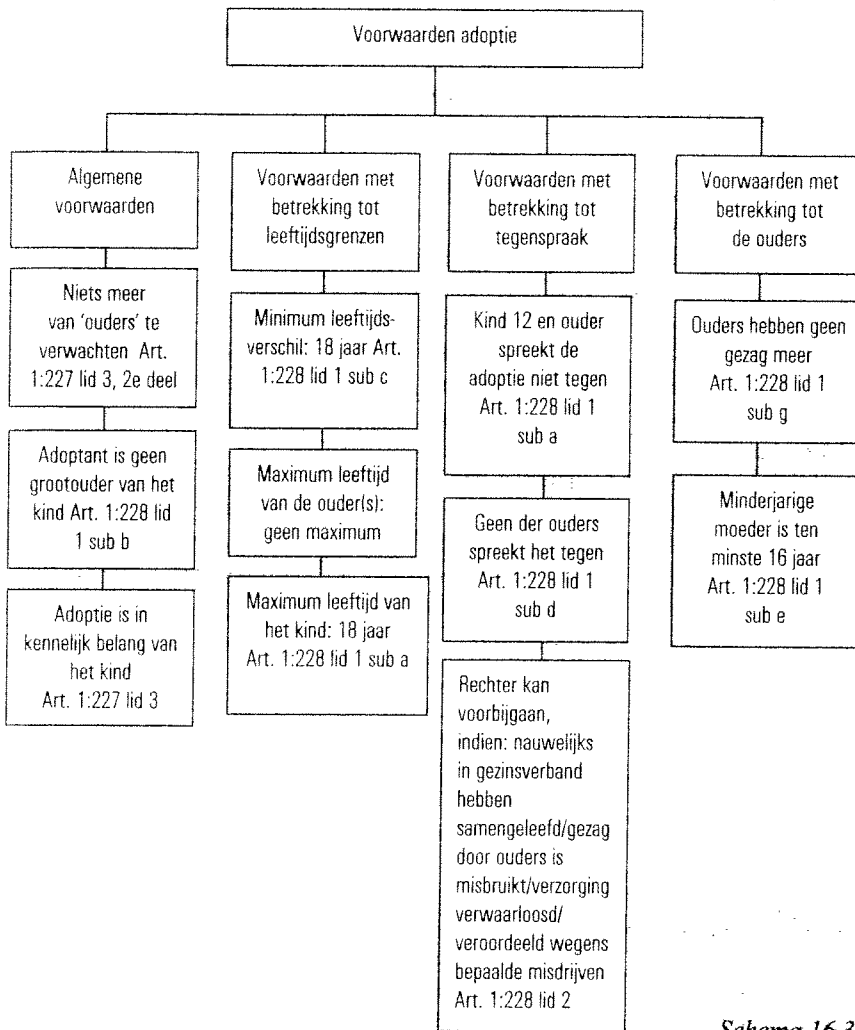 Voorwaarden adoptie
Algemene
voorwaarden
Niets meer
van 'ouders' te
verwachten Art.
1:227 lid 3, 2e deel
Adoptant is geen
grootouder van het
kind Art. 1:228 lid
1 sub b
Adoptie is in
kennelijk belang van
het kind
Art. 1:227 lid 3
Voorwaarden met
betrekking tot
leeftijdsgrenzen
Minimum leeftijds-
verschil: 18 jaar Art.
1:228 lid 1 sub c
Maximum leeftijd
van de ouder(s):
geen maximum
Maximum leeftijd van
het kind: 18 jaar
Art. 1:228 lid 1 sub a
Voorwaarden met
betrekking tot
tegenspraak
Kind 12 en ouder
spreekt de
adoptie niet tegen
Art. 1:228 lid 1
sub a
Geen der ouders
spreekt het tegen
Art. 1:228 lid 1
sub d
Rechter kan
voorbijgaan,
indien: nauwelijks
in gezinsverband
hebben
samengeleefd/gezag
door ouders is
misbruikt/verzorging
verwaarloosd/
veroordeeld wegens
bepaalde misdrijven
Art. 1:228 lid 2
Voorwaarden met
betrekking tot
de ouders
Ouders hebben geen
gezag meer
Art. 1:228 lid 1
sub g
Minderjarige
moeder is ten
minste 16 jaar
Art. 1:228 lid 1
sub e
Schema 16.3